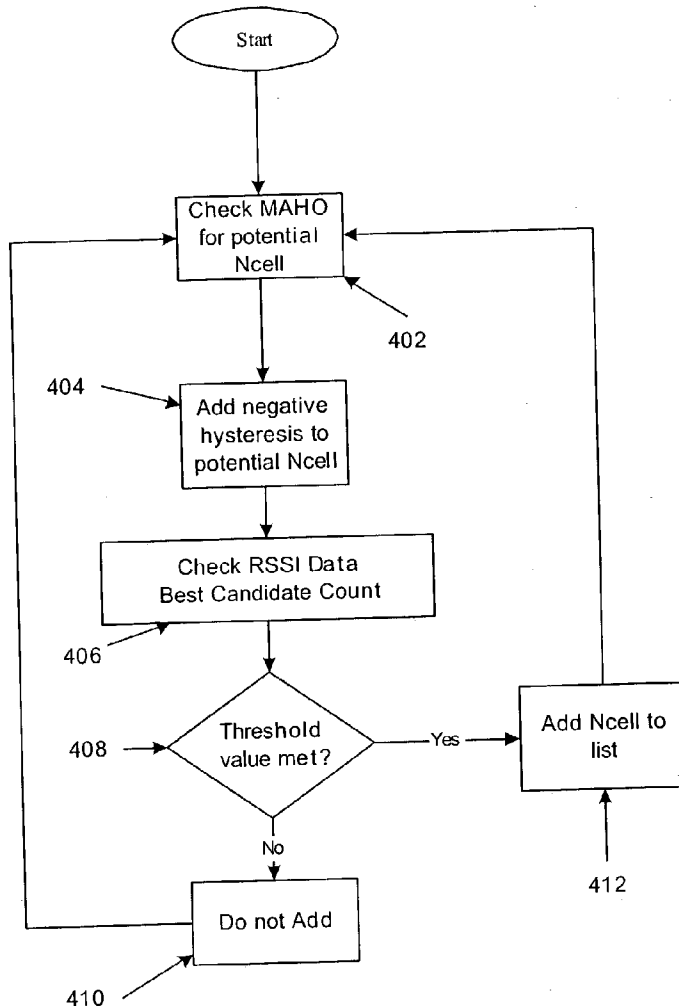 Start
Check MAHO
for potential
Ncell
402
404
Add negative
hysteresis to
potential Ncell
Check RSSI Data
Best Candidate Count
406
Threshold
value met?
408
Yes
Add Ncell to
list
412
No
Do not Add
410